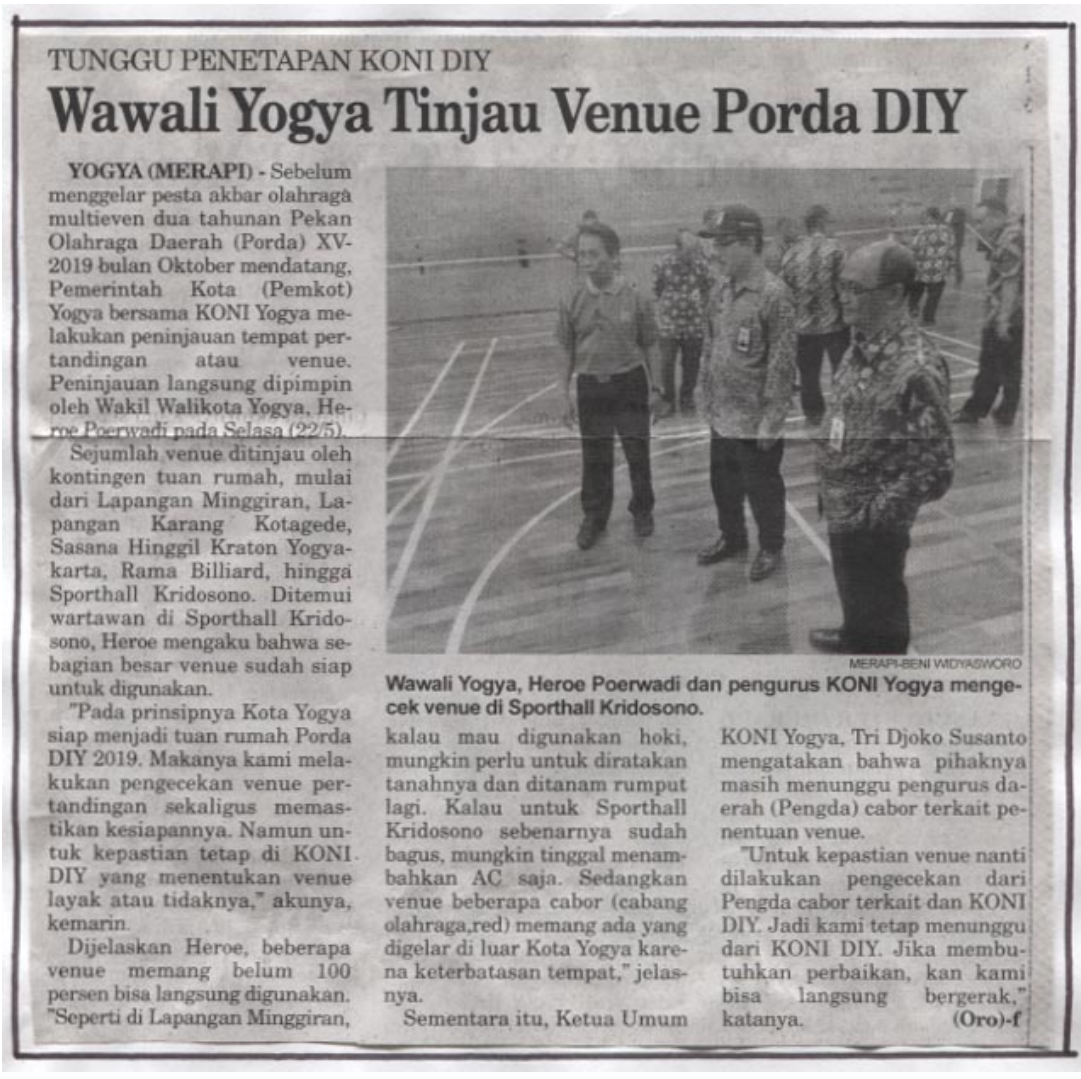 TUNGGU PENETAPAN KONI DIY
Wawali Yogya Tinjau Venue Porda DIY
YOGYA (MERAPI) - Sebelum
menggelar pesta akbar olahraga
multieven dua tahunan Pekan
Olahraga Daerah (Porda) XV-
2019 bulan Oktober mendatang,
Pemerintah Kota (Pemkot)
Yogya bersama KONI Yogya me-
lakukan peninjauan tempat per-
tandingan atau venue.
Peninjauan langsung dipimpin
oleh Wakil Walikota Yogya, He-
roe Poerwadi pada Selasa (22/5).
Sejumlah venue ditinjau oleh
kontingen tuan rumah, mulai
dari Lapangan Minggiran, La-
pangan Karang Kotagede,
Sasana Hinggil Kraton Yogya-
karta, Rama Billiard, hingga
Sporthall Kridosono. Ditemui
wartawan di Sporthall Krido-
sono, Heroe mengaku bahwa se-
bagian besar venue sudah siap
untuk digunakan.
"Pada prinsipnya Kota Yogya
siap menjadi tuan rumah Porda
DIY 2019. Makanya kami mela-
kukan pengecekan venue per-
tandingan sekaligus memas-
tikan kesiapannya. Namun un-
tuk kepastian tetap di KONI
DIY yang menentukan venue
layak atau tidaknya," akunya,
kemarin.
Dijelaskan Heroe, beberapa
venue memang belum 100
persen bisa langsung digunakan.
"Seperti di Lapangan Minggiran,
MERAPI-BENI WIDYASWORO
Wawali Yogya, Heroe Poerwadi dan pengurus KONI Yogya menge-
cek venue di Sporthall Kridosono.
kalau mau digunakan hoki,
mungkin perlu untuk diratakan
tanahnya dan ditanam rumput
lagi. Kalau untuk Sporthall
Kridosono sebenarnya sudah
bagus, mungkin tinggal menam-
bahkan AC saja. Sedangkan
venue beberapa cabor (cabang
olahraga,red) memang ada yang
digelar di luar Kota Yogya kare-
na keterbatasan tempat," jelas-
nya.
Sementara itu, Ketua Umum
KONI Yogya, Tri Djoko Susanto
mengatakan bahwa pihaknya
masih menunggu pengurus da-
erah (Pengda) cabor terkait pe-
nentuan venue.
"Untuk kepastian venue nanti
dilakukan pengecekan dari
Pengda cabor terkait dan KONI
DIY. Jadi kami tetap menunggu
dari KONI DIY. Jika membu-
tuhkan perbaikan, kan kami
bisa langsung bergerak,"
katanya. (Oro)-f